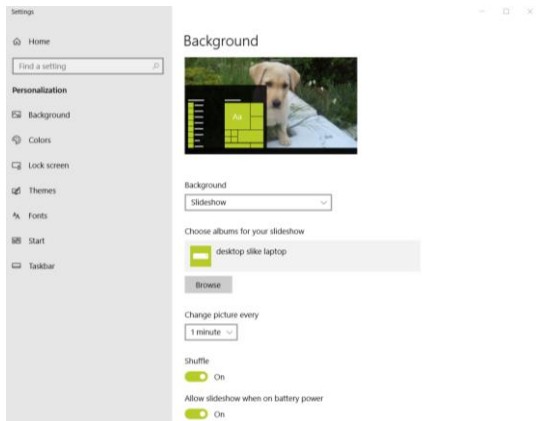 Settings
Home
Find a setting
Personalization
Background
Colors
Lock screen
Themes
Fonts
Start
Taskbar
Background
Aa
Background
Slideshow
Choose albums for your slideshow
desktop slike laptop
Browse
Change picture every
1 minute
Shuffle
On
Allow slideshow when on battery power
On